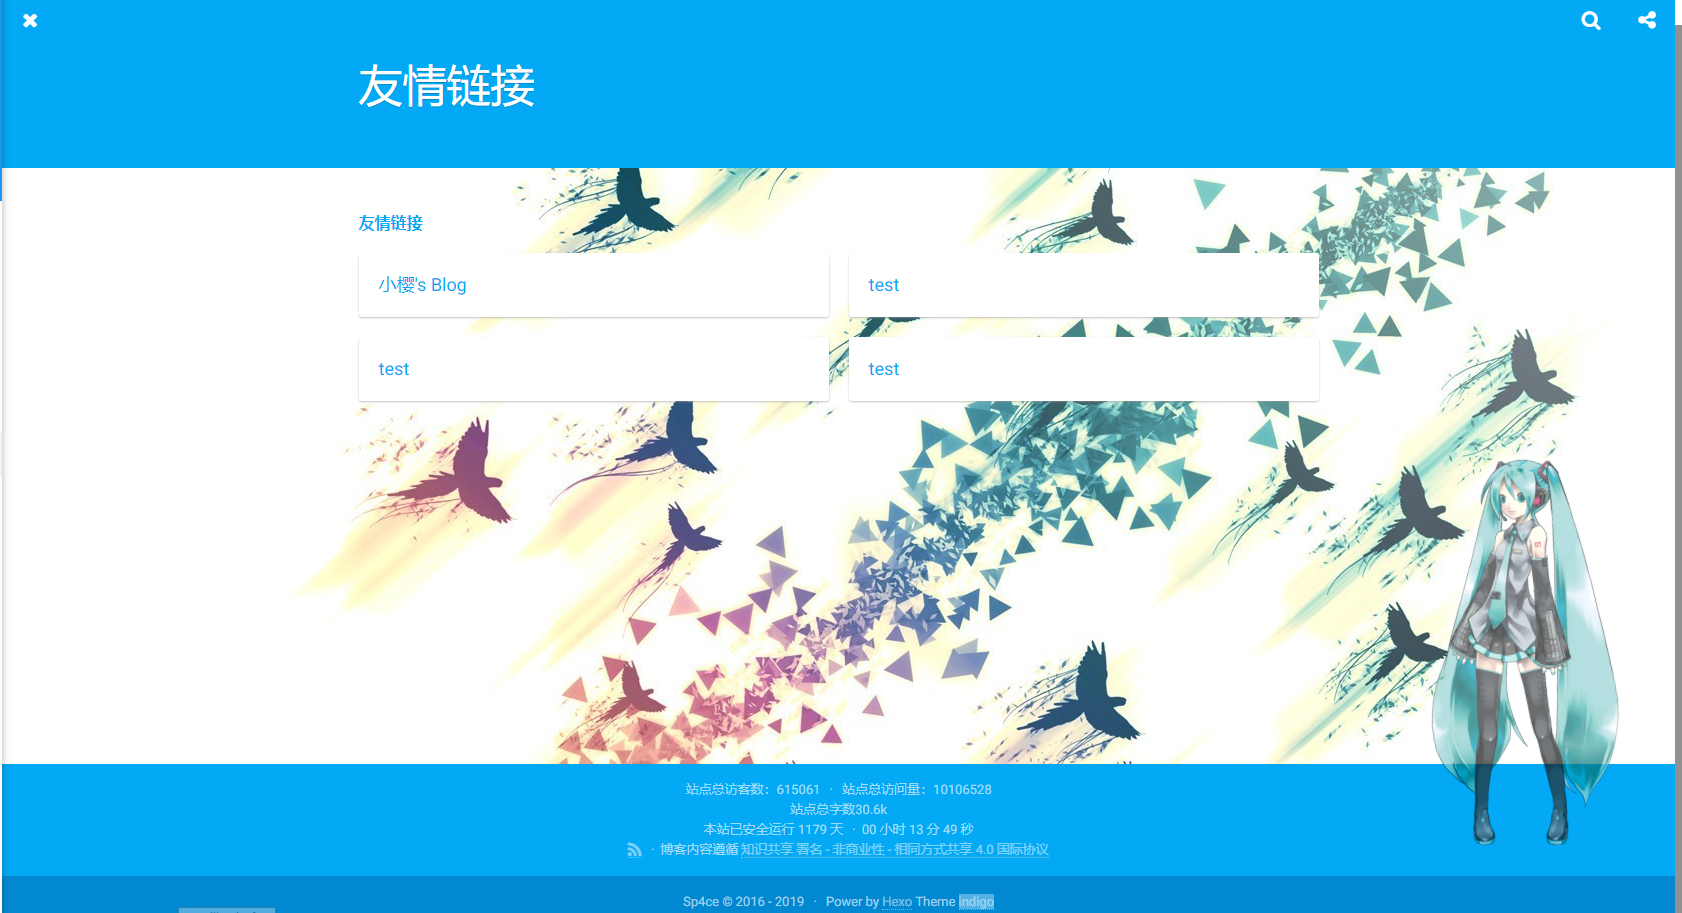 友情链接
友情链接
小樱's Blog
test
test
test
01
站点总访客数：615061 · 站点总访问量：10106528
站点总字数30.6k
本站已安全运行 1179 天 · 00 小时 13 分 49 秒
· 博客内容遵循 知识共享 署名 - 非商业性 - 相同方式共享 4.0 国际协议
Sp4ce © 2016 - 2019 · Power by Hexo Theme indigo